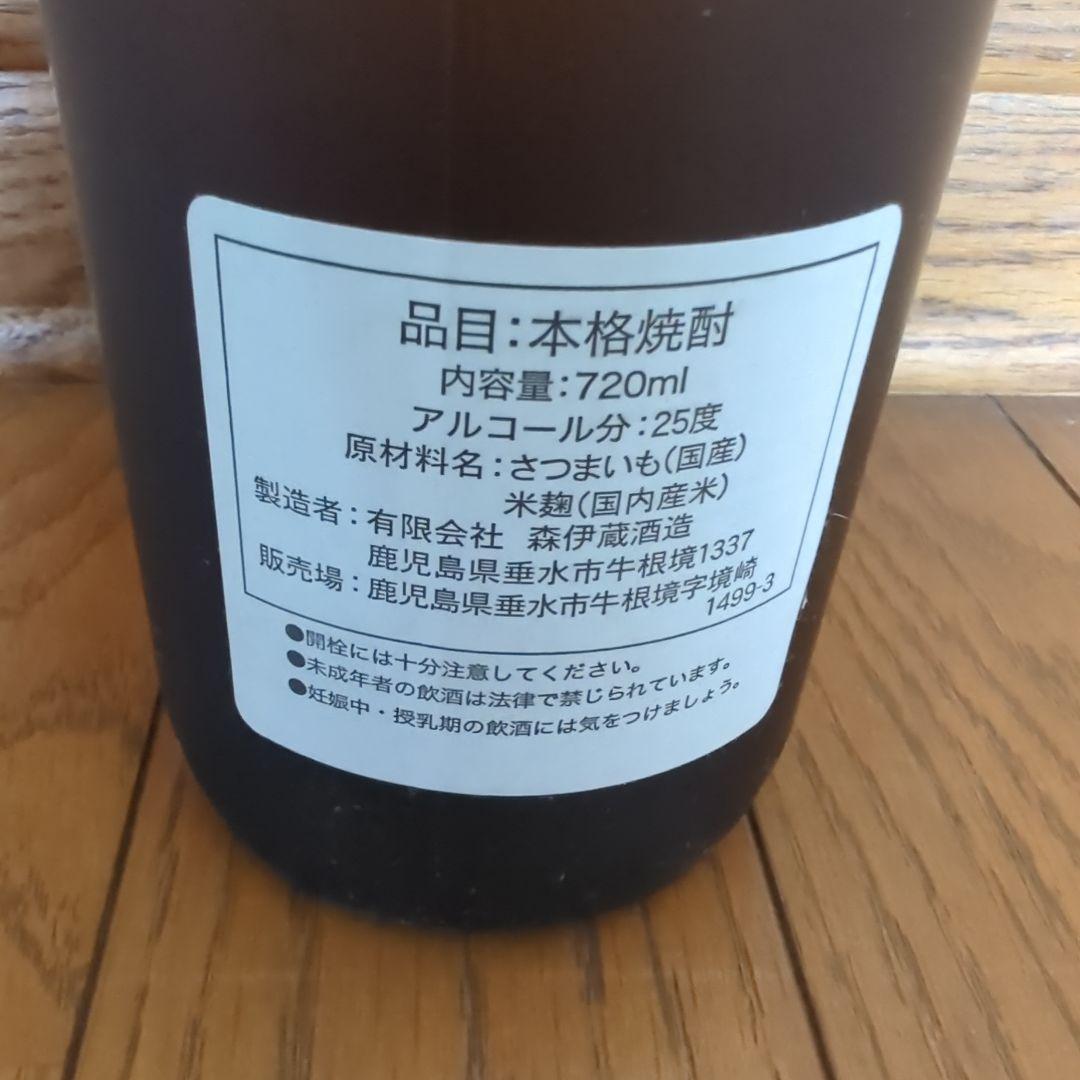 品目：本格焼酎
内容量：720ml
アルコール分：25度
原材料名：さつまいも(国産)
米麹(国内産米)
製造者：有限会社 森伊蔵酒造
鹿児島県垂水市牛根境1337
販売場：鹿児島県垂水市牛根境字境崎
1499-3
●開栓には十分注意してください。
●未成年者の飲酒は法律で禁じられています。
●妊娠中・授乳期の飲酒には気をつけましょう。